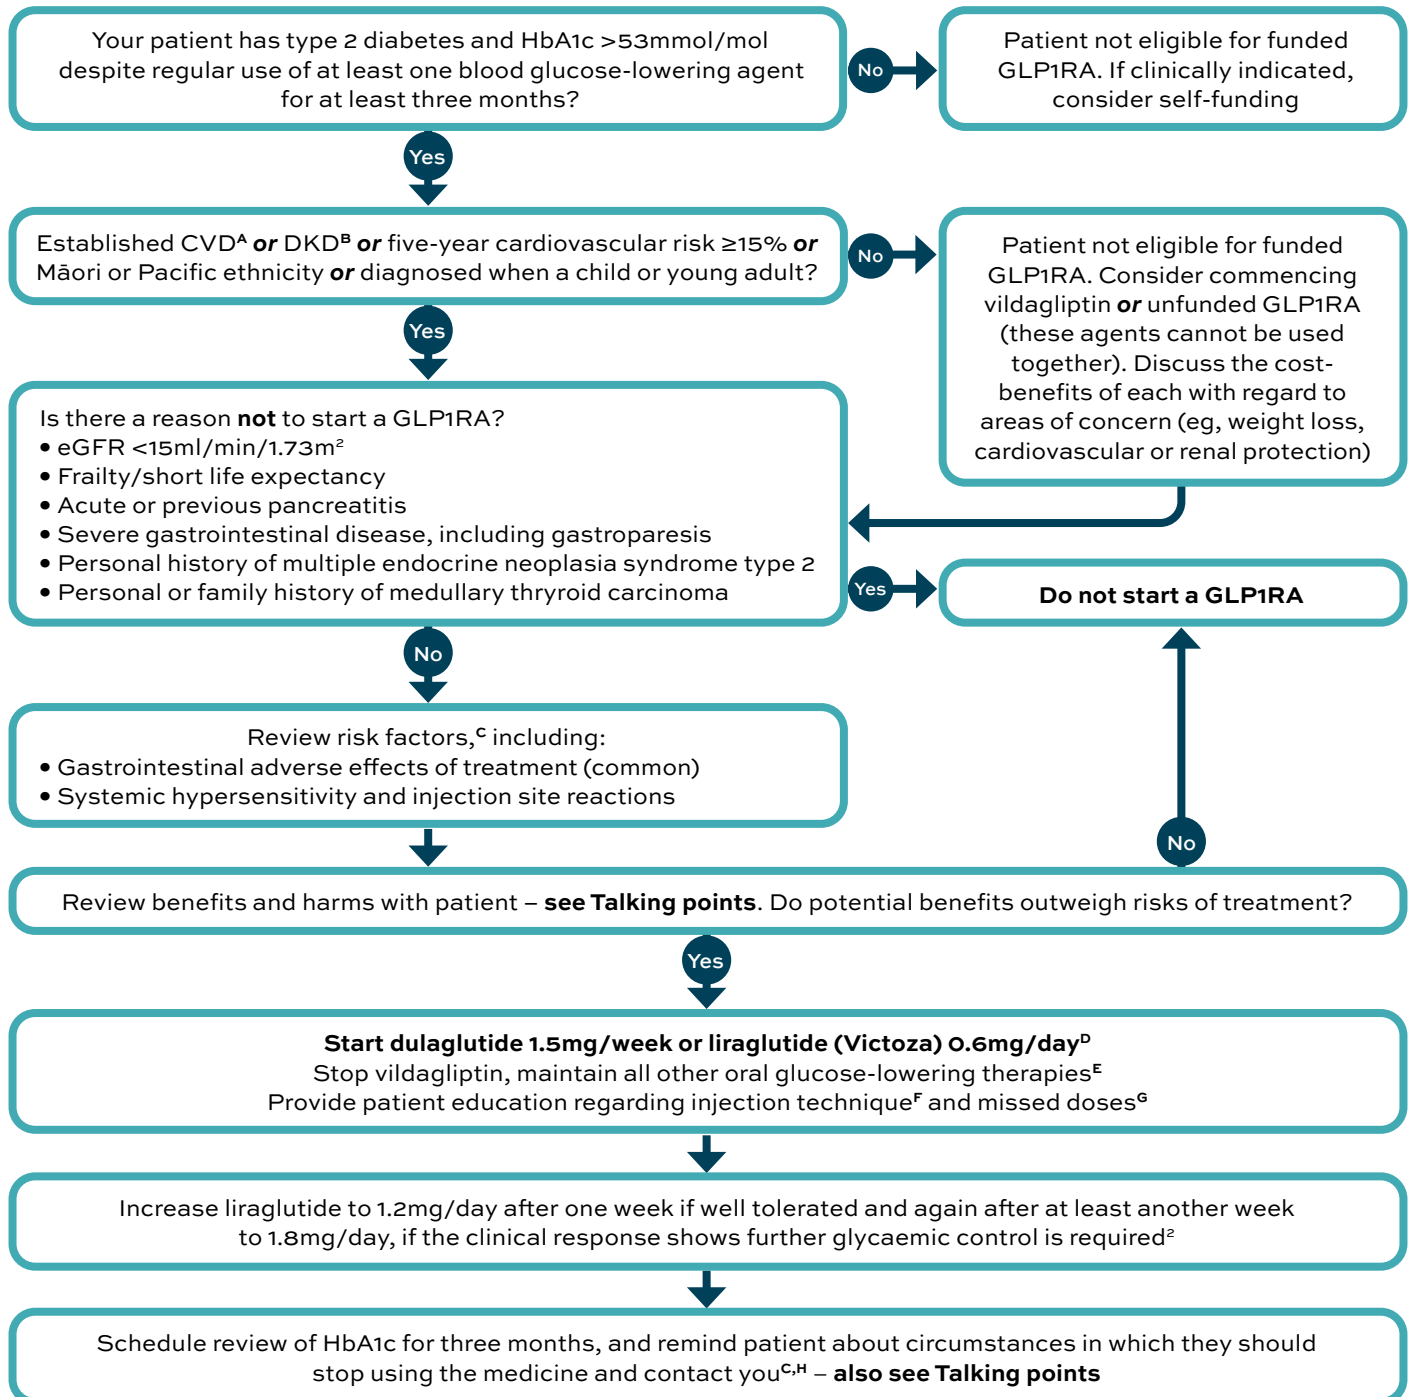 Your patient has type 2 diabetes and HbA1c >53mmol/mol
despite regular use of at least one blood glucose-lowering agent
for at least three months?
No
Patient not eligible for funded
GLP1RA. If clinically indicated,
consider self-funding
Yes
Established CVDᴬ or DKDᴮ or five-year cardiovascular risk ≥15% or
Māori or Pacific ethnicity or diagnosed when a child or young adult?
No
Patient not eligible for funded
GLP1RA. Consider commencing
vildagliptin or unfunded GLP1RA
(these agents cannot be used
together). Discuss the cost-
benefits of each with regard to
areas of concern (eg, weight loss,
cardiovascular or renal protection)
Yes
Is there a reason not to start a GLP1RA?
• eGFR <15ml/min/1.73m²
• Frailty/short life expectancy
• Acute or previous pancreatitis
• Severe gastrointestinal disease, including gastroparesis
• Personal history of multiple endocrine neoplasia syndrome type 2
• Personal or family history of medullary thryroid carcinoma
Yes
Do not start a GLP1RA
No
Review risk factors,ᶜ including:
• Gastrointestinal adverse effects of treatment (common)
• Systemic hypersensitivity and injection site reactions
No
Review benefits and harms with patient – see Talking points. Do potential benefits outweigh risks of treatment?
Yes
Start dulaglutide 1.5mg/week or liraglutide (Victoza) 0.6mg/dayᴰ
Stop vildagliptin, maintain all other oral glucose-lowering therapiesᴱ
Provide patient education regarding injection techniqueF and missed dosesᴳ
Increase liraglutide to 1.2mg/day after one week if well tolerated and again after at least another week
to 1.8mg/day, if the clinical response shows further glycaemic control is required²
Schedule review of HbA1c for three months, and remind patient about circumstances in which they should
stop using the medicine and contact youC,H – also see Talking points